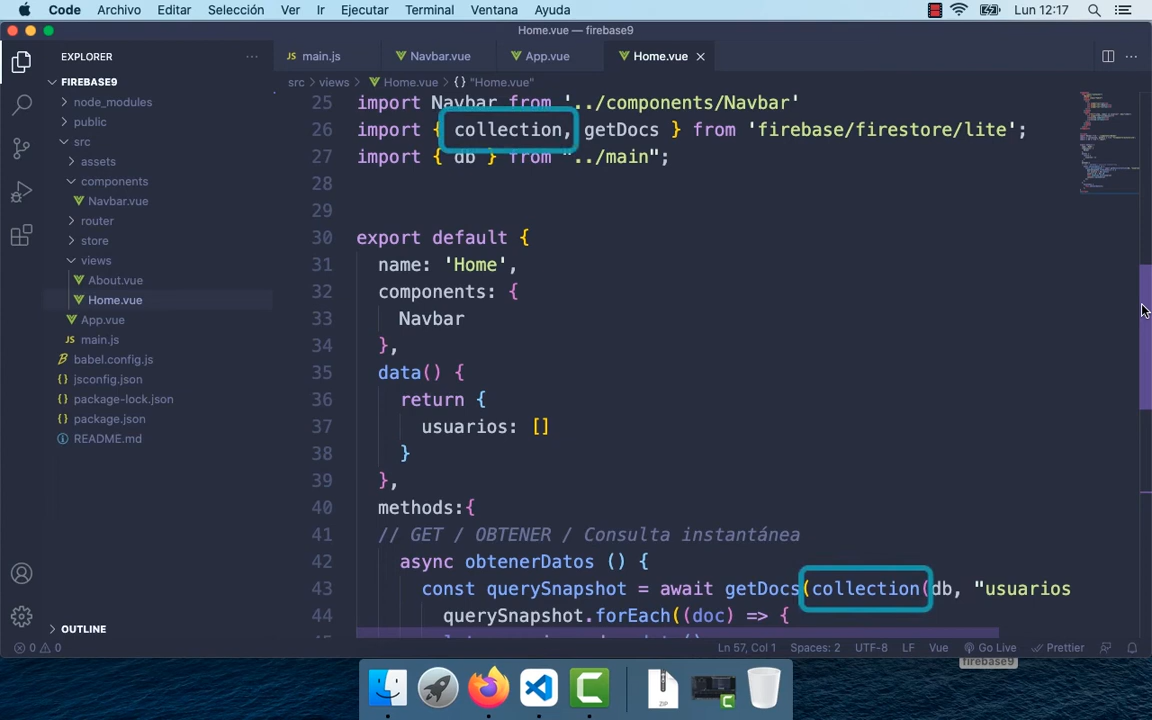 Code Archivo Editar Selección Ver Ir Ejecutar Terminal Ventana Ayuda Lun 12:17
Home.vue — firebase9
EXPLORER
main.js Navbar.vue App.vue Home.vue
FIREBASE9
src views Home.vue {} "Home.vue"
node_modules
public
src
assets
components
Navbar.vue
router
store
views
About.vue
Home.vue
App.vue
main.js
babel.config.js
jsconfig.json
package-lock.json
package.json
README.md
OUTLINE
25 import Navbar from '../components/Navbar'
26 import { collection, getDocs } from 'firebase/firestore/lite';
27 import { db } from "../main";
28
29
30 export default {
31 name: 'Home',
32 components: {
33 Navbar
34 },
35 data() {
36 return {
37 usuarios: []
38 }
39 },
40 methods:{
41 // GET / OBTENER / Consulta instantánea
42 async obtenerDatos () {
43 const querySnapshot = await getDocs(collection(db, "usuarios
44 querySnapshot.forEach((doc) => {
0 0 Ln 57, Col 1 Spaces: 2 UTF-8 LF Vue Go Live Prettier
firebase9
ZIP